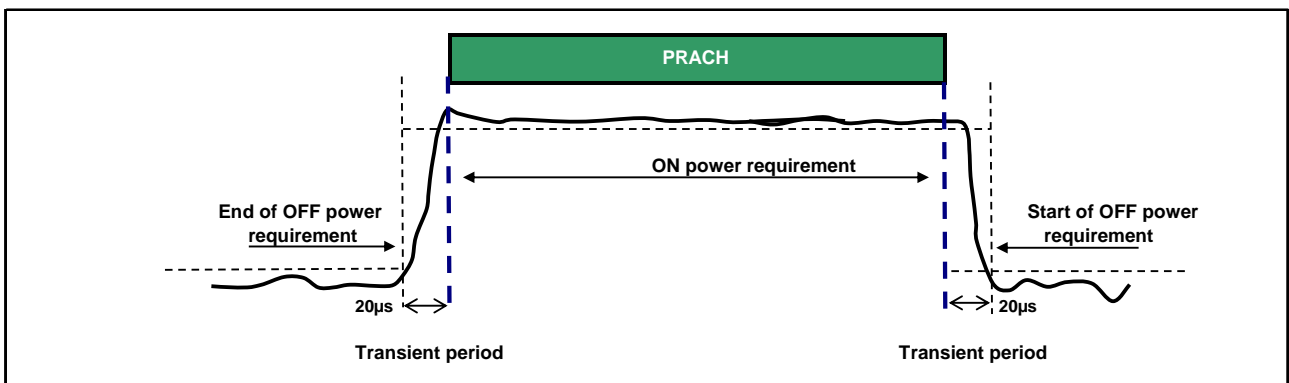 PRACH
ON power requirement
End of OFF power
requirement
Start of OFF power
requirement
20µs
20µs
Transient period
Transient period